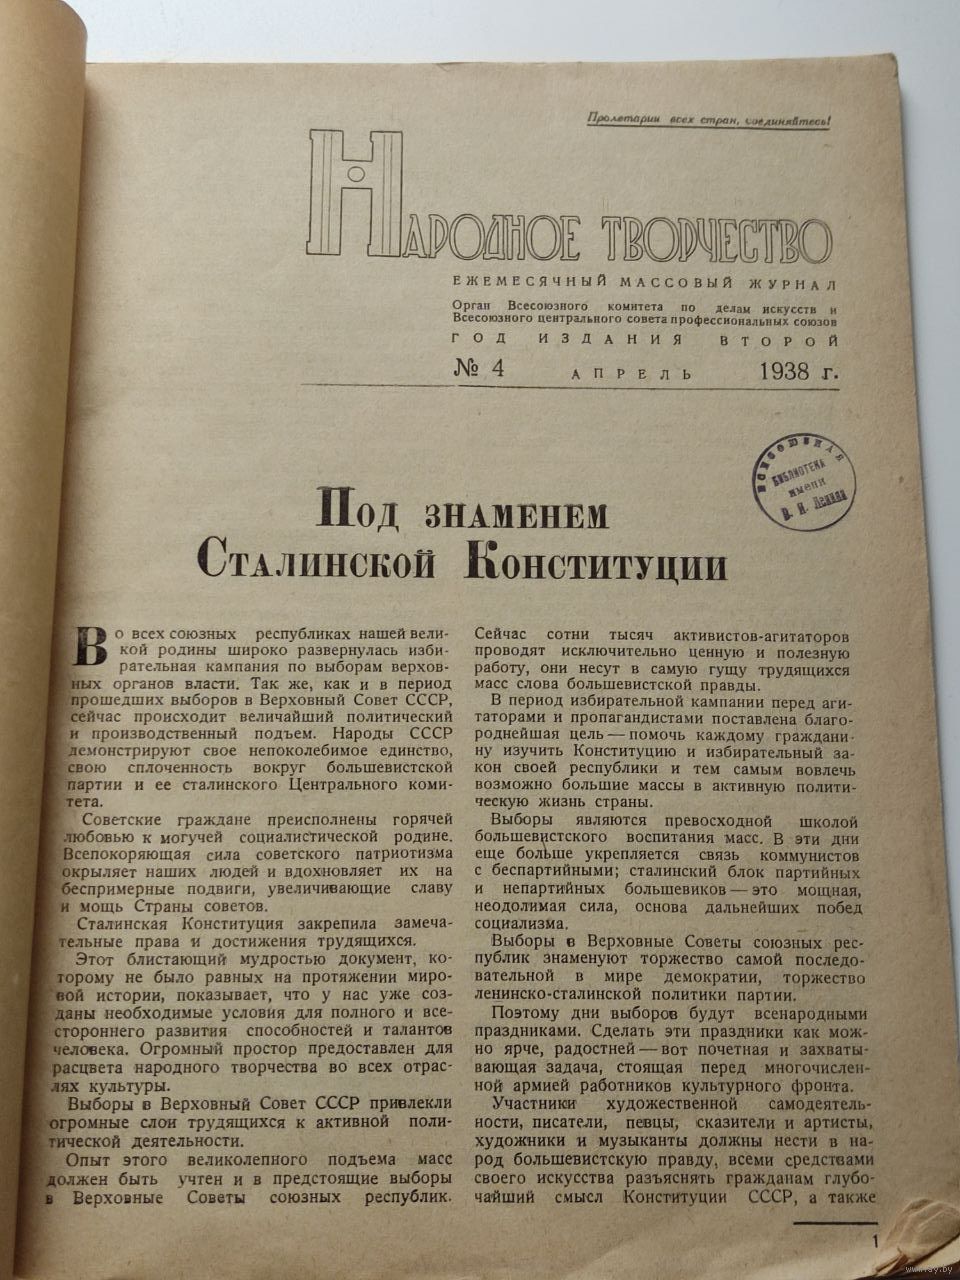 Пролетарии всех стран, соединяйтесь!
НАРОДНОЕ ТВОРЧЕСТВО
ЕЖЕМЕСЯЧНЫЙ МАССОВЫЙ ЖУРНАЛ
Орган Всесоюзного комитета по делам искусств и
Всесоюзного центрального совета профессиональных союзов
ГОД ИЗДАНИЯ ВТОРОЙ
№ 4 АПРЕЛЬ 1938 г.
ВСЕСОЮЗНАЯ
БИБЛИОТЕКА
имени
В. И. Ленина
ПОД ЗНАМЕНЕМ
СТАЛИНСКОЙ КОНСТИТУЦИИ
Во всех союзных республиках нашей вели-
кой родины широко развернулась изби-
рательная кампания по выборам верхов-
ных органов власти. Так же, как и в период
прошедших выборов в Верховный Совет СССР,
сейчас происходит величайший политический
и производственный подъем. Народы СССР
демонстрируют свое непоколебимое единство,
свою сплоченность вокруг большевистской
партии и ее сталинского Центрального коми-
тета.
Советские граждане преисполнены горячей
любовью к могучей социалистической родине.
Всепокоряющая сила советского патриотизма
окрыляет наших людей и вдохновляет их на
беспримерные подвиги, увеличивающие славу
и мощь Страны советов.
Сталинская Конституция закрепила замеча-
тельные права и достижения трудящихся.
Этот блистающий мудростью документ, ко-
торому не было равных на протяжении миро-
вой истории, показывает, что у нас уже соз-
даны необходимые условия для полного и все-
стороннего развития способностей и талантов
человека. Огромный простор предоставлен для
расцвета народного творчества во всех отрас-
лях культуры.
Выборы в Верховный Совет СССР привлекли
огромные слои трудящихся к активной поли-
тической деятельности.
Опыт этого великолепного подъема масс
должен быть учтен и в предстоящие выборы
в Верховные Советы союзных республик.
Сейчас сотни тысяч активистов-агитаторов
проводят исключительно ценную и полезную
работу, они несут в самую гущу трудящихся
масс слова большевистской правды.
В период избирательной кампании перед аги-
таторами и пропагандистами поставлена благо-
роднейшая цель — помочь каждому граждани-
ну изучить Конституцию и избирательный за-
кон своей республики и тем самым вовлечь
возможно большие массы в активную полити-
ческую жизнь страны.
Выборы являются превосходной школой
большевистского воспитания масс. В эти дни
еще больше укрепляется связь коммунистов
с беспартийными; сталинский блок партийных
и непартийных большевиков — это мощная,
неодолимая сила, основа дальнейших побед
социализма.
Выборы в Верховные Советы союзных рес-
публик знаменуют торжество самой последо-
вательной в мире демократии, торжество
ленинско-сталинской политики партии.
Поэтому дни выборов будут всенародными
праздниками. Сделать эти праздники как мож-
но ярче, радостней — вот почетная и захваты-
вающая задача, стоящая перед многочислен-
ной армией работников культурного фронта.
Участники художественной самодеятель-
ности, писатели, певцы, сказители и артисты,
художники и музыканты должны нести в на-
род большевистскую правду, всеми средствами
своего искусства разъяснять гражданам глубо-
чайший смысл Конституции СССР, а также
1
www.ay.by